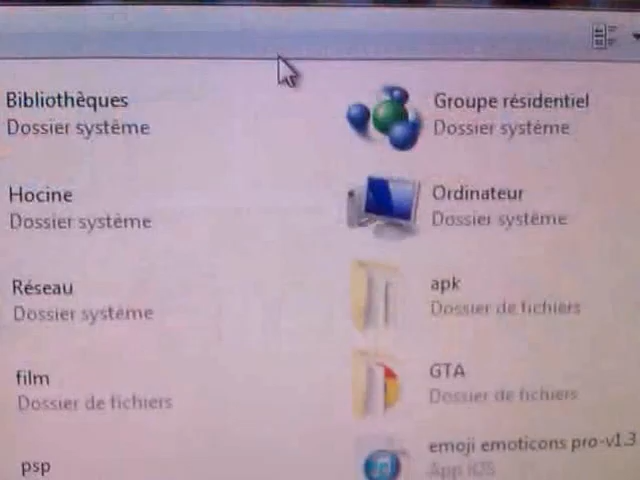 Bibliothèques
Dossier système
Groupe résidentiel
Dossier système
Hocine
Dossier système
Ordinateur
Dossier système
Réseau
Dossier système
apk
Dossier de fichiers
film
Dossier de fichiers
GTA
Dossier de fichiers
psp
emoji emoticons pro-v1.3
App iOS